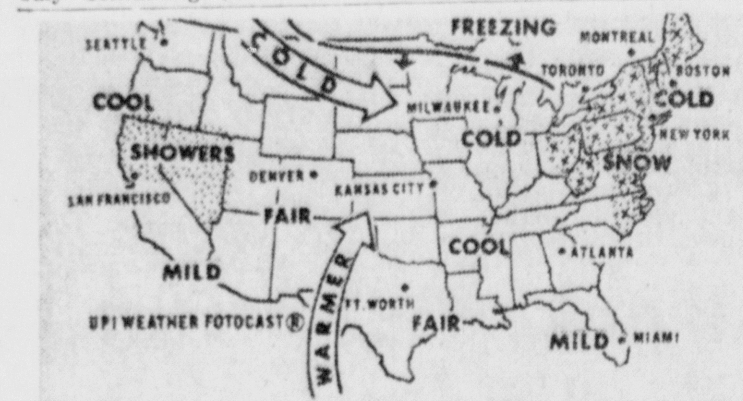 FREEZING
SEATTLE
COLD
MONTREAL
TORONTO
BOSTON
COLD
COOL
MILWAUKEE
COLD
NEW YORK
SHOWERS
SNOW
DENVER
KANSAS CITY
SAN FRANCISCO
FAIR
COOL
ATLANTA
MILD
WARMER
FT. WORTH
UPI WEATHER FOTOCAST®
FAIR
MILD
MIAMI